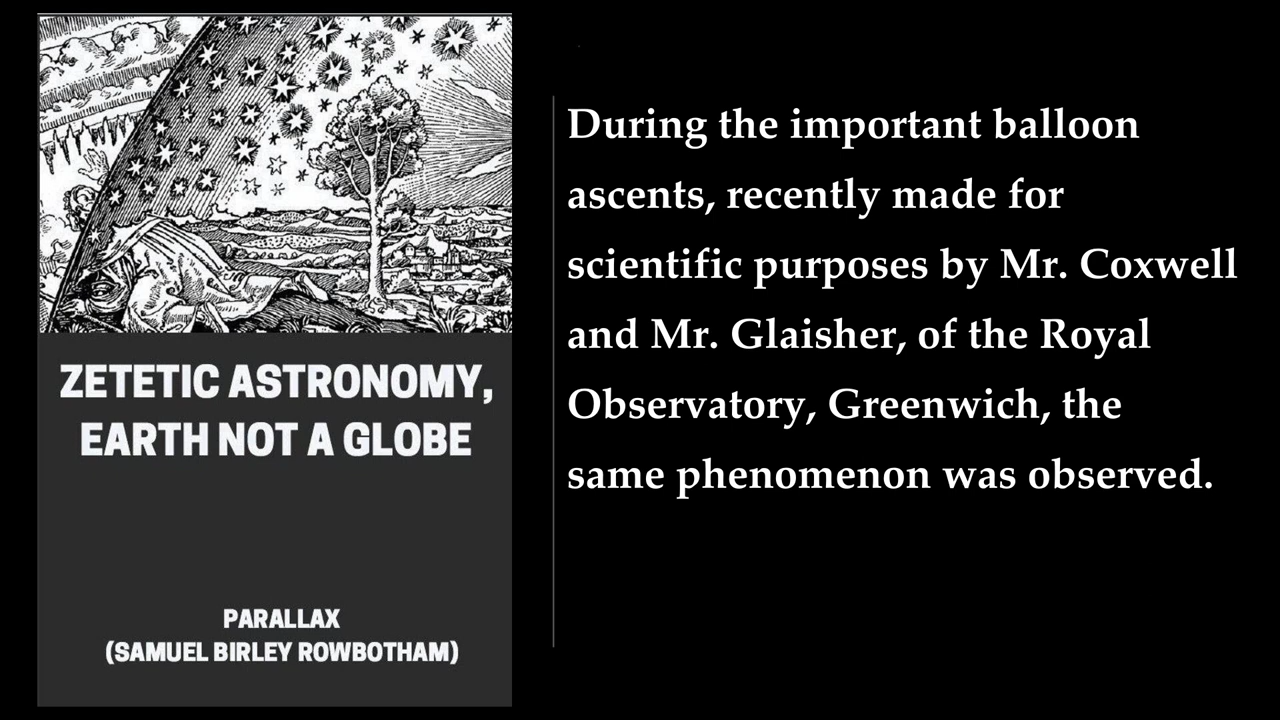 ZETETIC ASTRONOMY,
EARTH NOT A GLOBE
PARALLAX
(SAMUEL BIRLEY ROWBOTHAM)
During the important balloon
ascents, recently made for
scientific purposes by Mr. Coxwell
and Mr. Glaisher, of the Royal
Observatory, Greenwich, the
same phenomenon was observed.